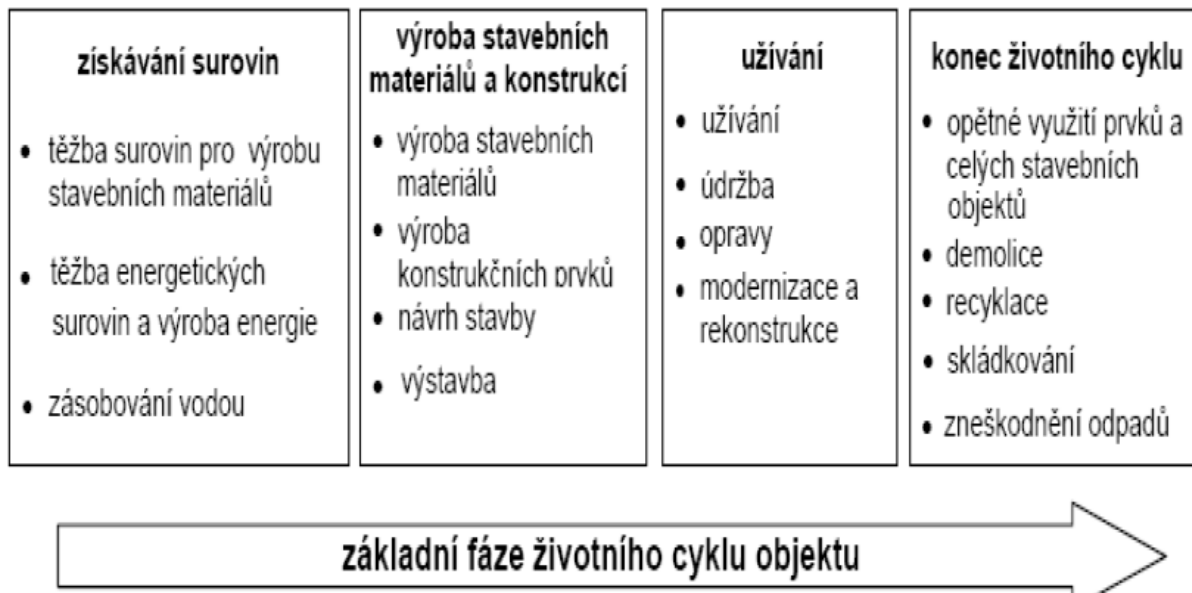 získávání surovin
• těžba surovin pro výrobu
stavebních materiálů
• těžba energetických
surovin a výroba energie
• zásobování vodou
výroba stavebních
materiálů a konstrukcí
• výroba stavebních
materiálů
• výroba
konstrukčních prvků
• návrh stavby
• výstavba
užívání
• užívání
• údržba
• opravy
• modernizace a
rekonstrukce
konec životního cyklu
• opětné využití prvků a
celých stavebních
objektů
• demolice
• recyklace
• skládkování
• zneškodnění odpadů
základní fáze životního cyklu objektu